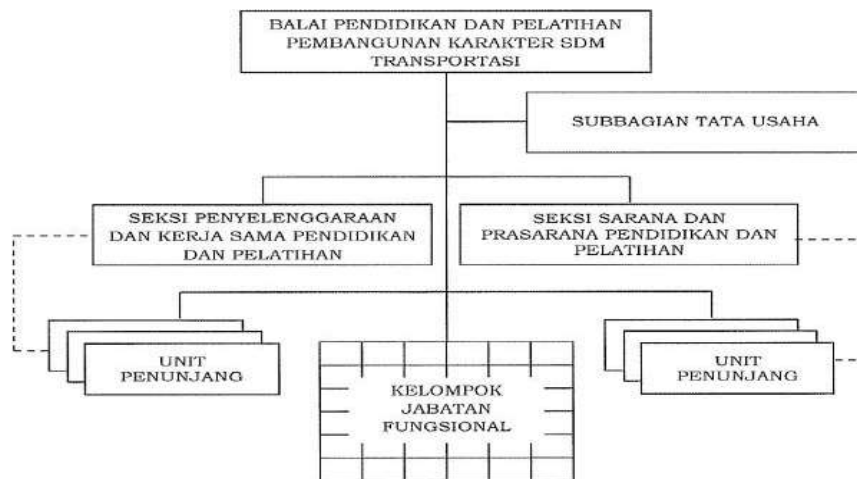 BALAI PENDIDIKAN DAN PELATIHAN
PEMBANGUNAN KARAKTER SDM
TRANSPORTASI
SUBBAGIAN TATA USAHA
SEKSI PENYELENGGARAAN
DAN KERJA SAMA PENDIDIKAN
DAN PELATIHAN
SEKSI SARANA DAN
PRASARANA PENDIDIKAN DAN
PELATIHAN
UNIT
PENUNJANG
KELOMPOK
JABATAN
FUNGSIONAL
UNIT
PENUNJANG